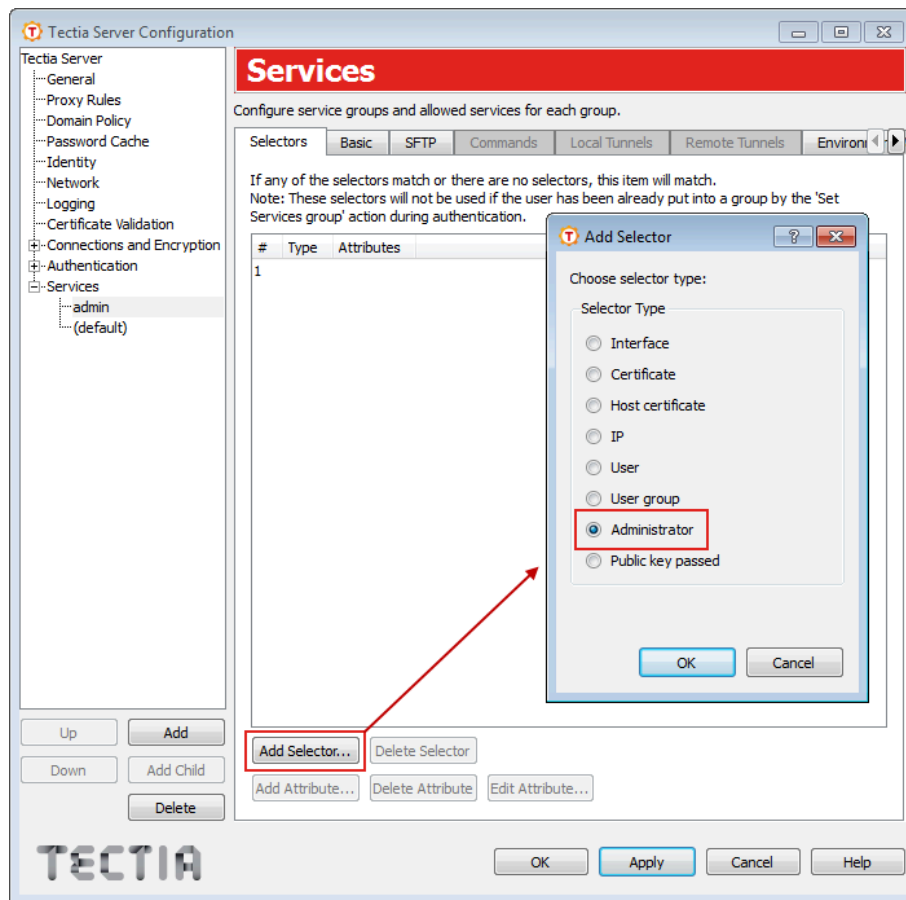 Tectia Server Configuration
Tectia Server
General
Proxy Rules
Domain Policy
Password Cache
Identity
Network
Logging
Certificate Validation
Connections and Encryption
Authentication
Services
admin
(default)
Up
Add
Down
Add Child
Delete
TECTIA
Services
Configure service groups and allowed services for each group.
Selectors Basic SFTP Commands Local Tunnels Remote Tunnels
If any of the selectors match or there are no selectors, this item will match.
Note: These selectors will not be used if the user has been already put into a group by the 'Set
Services group' action during authentication.
# Type Attributes
1
Add Selector
?
Choose selector type:
Selector Type
Interface
Certificate
Host certificate
IP
User
User group
Administrator
Public key passed
OK Cancel
Add Selector... Delete Selector
Add Attribute... Delete Attribute Edit Attribute...
OK Apply Cancel Help